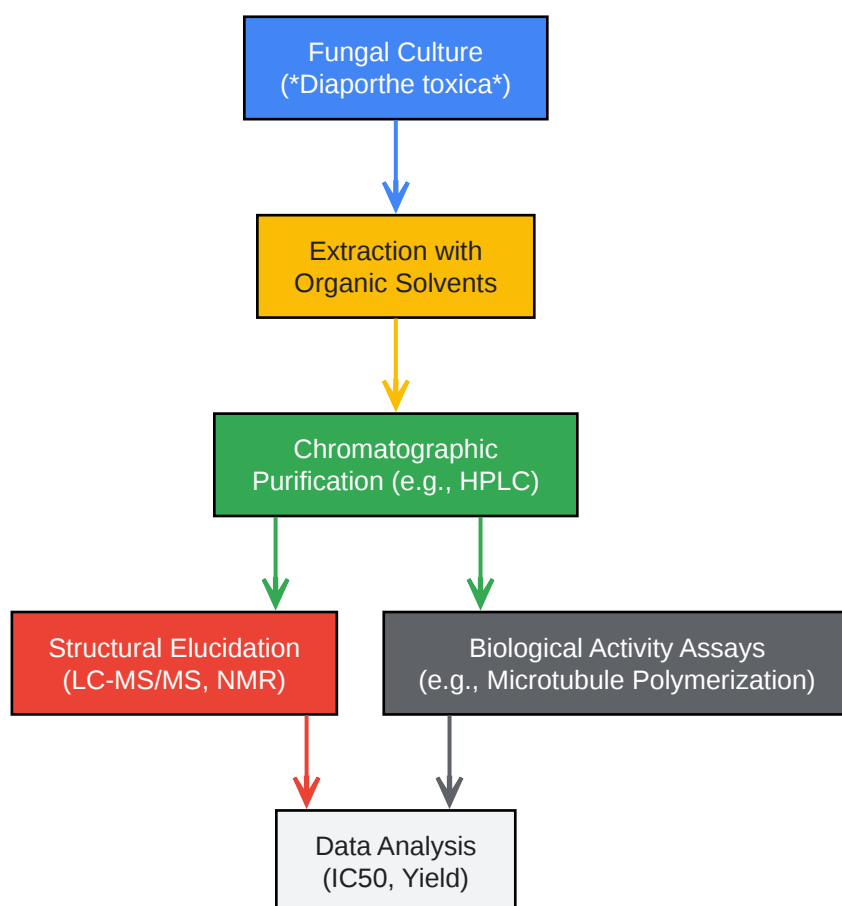 Fungal Culture
(*Diaporthe toxica*)
Extraction with
Organic Solvents
Chromatographic
Purification (e.g., HPLC)
Structural Elucidation
(LC-MS/MS, NMR)
Biological Activity Assays
(e.g., Microtubule Polymerization)
Data Analysis
(IC50, Yield)